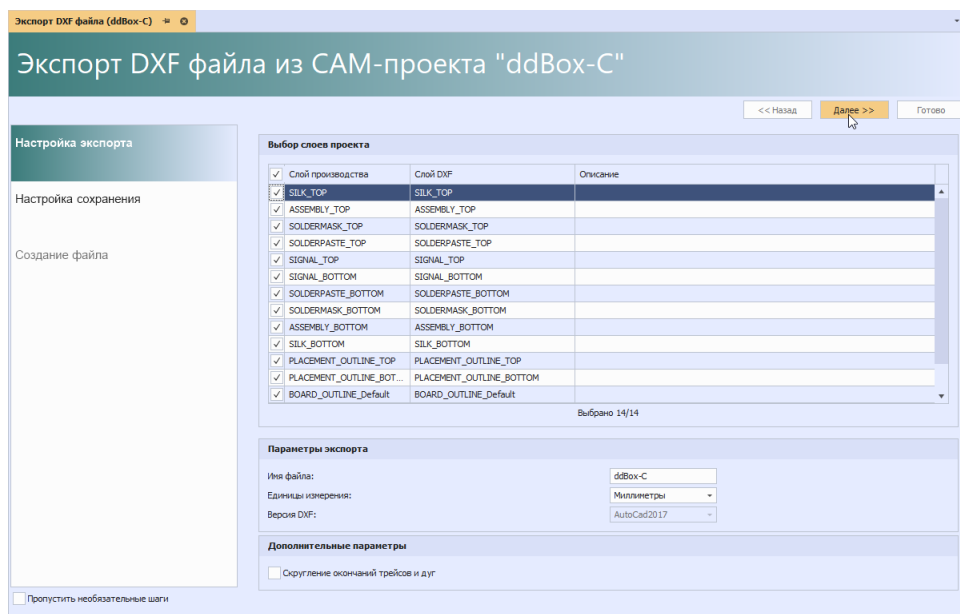 Экспорт DXF файла (ddBox-C)
Экспорт DXF файла из CAM-проекта "ddBox-C"
<< Назад Далее >> Готово
Настройка экспорта
Настройка сохранения
Создание файла
Пропустить необязательные шаги
Выбор слоев проекта
Слой производства Слой DXF Описание
SILK_TOP SILK_TOP
ASSEMBLY_TOP ASSEMBLY_TOP
SOLDERMASK_TOP SOLDERMASK_TOP
SOLDERPASTE_TOP SOLDERPASTE_TOP
SIGNAL_TOP SIGNAL_TOP
SIGNAL_BOTTOM SIGNAL_BOTTOM
SOLDERPASTE_BOTTOM SOLDERPASTE_BOTTOM
SOLDERMASK_BOTTOM SOLDERMASK_BOTTOM
ASSEMBLY_BOTTOM ASSEMBLY_BOTTOM
SILK_BOTTOM SILK_BOTTOM
PLACEMENT_OUTLINE_TOP PLACEMENT_OUTLINE_TOP
PLACEMENT_OUTLINE_BOT... PLACEMENT_OUTLINE_BOTTOM
BOARD_OUTLINE_Default BOARD_OUTLINE_Default
Выбрано 14/14
Параметры экспорта
Имя файла: ddBox-C
Единицы измерения: Миллиметры
Версия DXF: AutoCad2017
Дополнительные параметры
Скругление окончаний трейсов и дуг